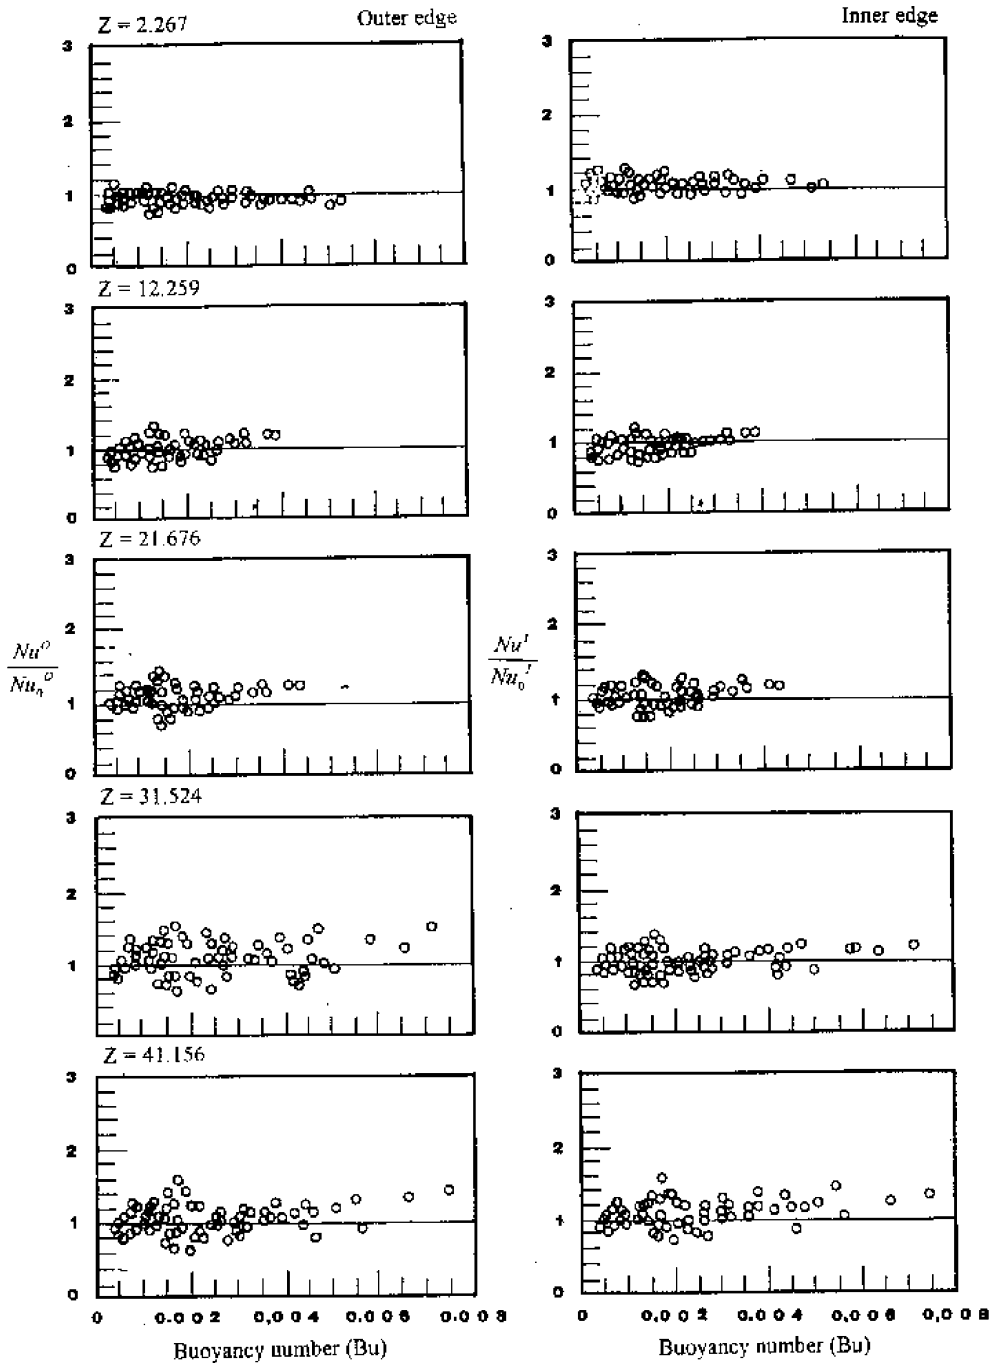 Outer edge
Inner edge
Z = 2.267
3
2
1
0
3
2
1
0
Z = 12.259
3
2
1
0
3
2
1
0
Z = 21.676
3
2
1
0
3
2
1
0
Nu^O
Nu_0^O
Nu^I
Nu_0^I
Z = 31.524
3
2
1
0
3
2
1
0
Z = 41.156
3
2
1
0
3
2
1
0
0 0,002 0,004 0,006 0,008
0 0,002 0,004 0,006 0,008
Buoyancy number (Bu)
Buoyancy number (Bu)